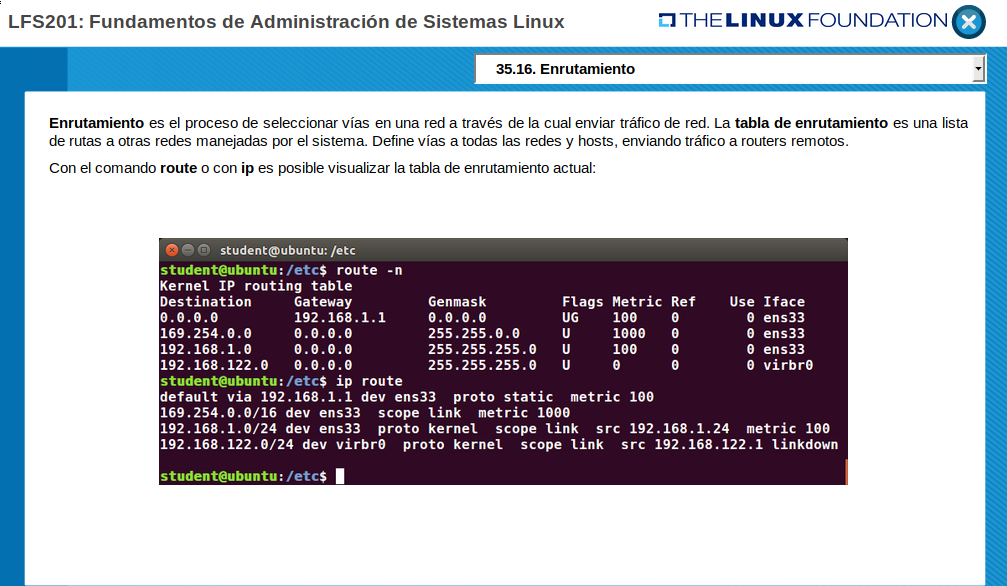 LFS201: Fundamentos de Administración de Sistemas Linux
THE LINUX FOUNDATION
35.16. Enrutamiento
Enrutamiento es el proceso de seleccionar vías en una red a través de la cual enviar tráfico de red. La tabla de enrutamiento es una lista
de rutas a otras redes manejadas por el sistema. Define vías a todas las redes y hosts, enviando tráfico a routers remotos.
Con el comando route o con ip es posible visualizar la tabla de enrutamiento actual:
student@ubuntu: /etc
student@ubuntu:/etc$ route -n
Kernel IP routing table
Destination     Gateway         Genmask         Flags Metric Ref    Use Iface
0.0.0.0         192.168.1.1     0.0.0.0         UG    100    0        0 ens33
169.254.0.0     0.0.0.0         255.255.0.0     U     1000   0        0 ens33
192.168.1.0     0.0.0.0         255.255.255.0   U     100    0        0 ens33
192.168.122.0   0.0.0.0         255.255.255.0   U     0      0        0 virbr0
student@ubuntu:/etc$ ip route
default via 192.168.1.1 dev ens33  proto static  metric 100
169.254.0.0/16 dev ens33  scope link  metric 1000
192.168.1.0/24 dev ens33  proto kernel  scope link  src 192.168.1.24  metric 100
192.168.122.0/24 dev virbr0  proto kernel  scope link  src 192.168.122.1 linkdown
student@ubuntu:/etc$